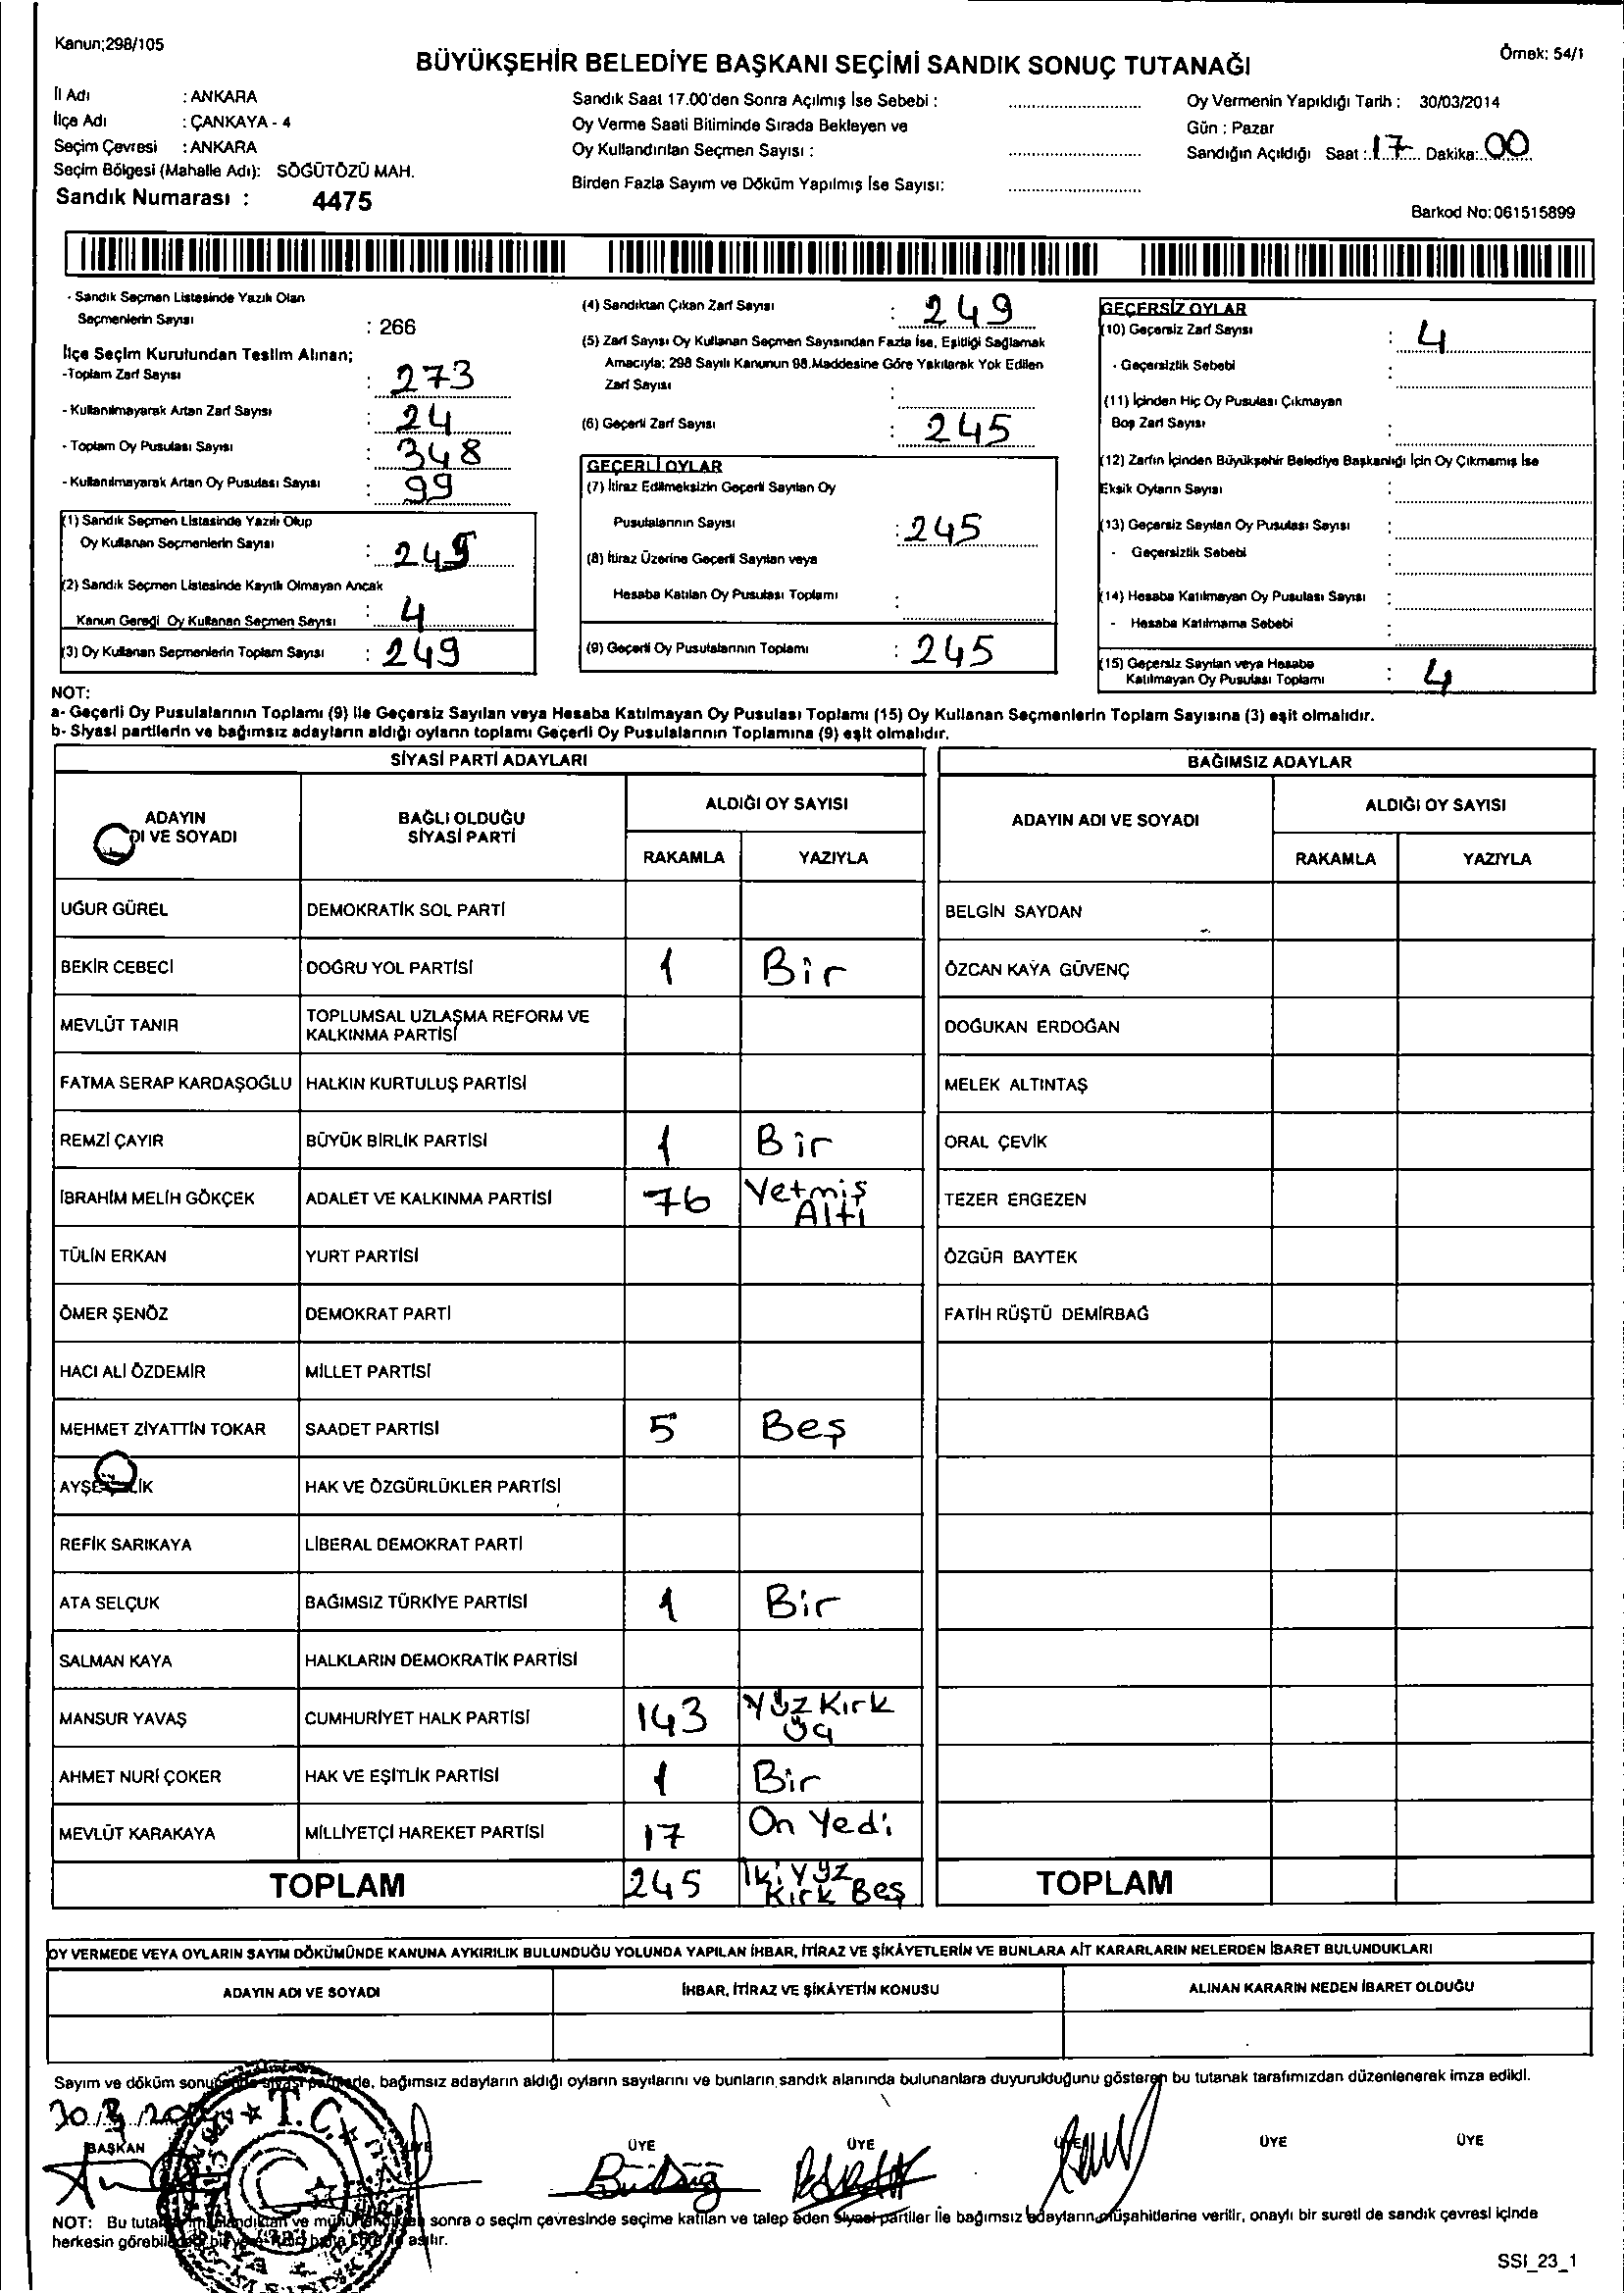 Kanun;298/105
Örnek: 54/1
BÜYÜKŞEHİR BELEDİYE BAŞKANI SEÇİMİ SANDIK SONUÇ TUTANAĞI
İl Adı : ANKARA
İlçe Adı : ÇANKAYA - 4
Seçim Çevresi : ANKARA
Seçim Bölgesi (Mahalle Adı): SÖĞÜTÖZÜ MAH.
Sandık Numarası : 4475
Sandık Saat 17.00'den Sonra Açılmış İse Sebebi :
Oy Verme Saati Bitiminde Sırada Bekleyen ve
Oy Kullandırılan Seçmen Sayısı :
Birden Fazla Sayım ve Döküm Yapılmış İse Sayısı:
Oy Vermenin Yapıldığı Tarih : 30/03/2014
Gün : Pazar
Sandığın Açıldığı Saat : 17 Dakika: 00
Barkod No:061515899
- Sandık Seçmen Listesinde Yazılı Olan
Seçmenlerin Sayısı : 266
İlçe Seçim Kurulundan Teslim Alınan;
-Toplam Zarf Sayısı : 273
- Kullanılmayarak Artan Zarf Sayısı : 24
- Toplam Oy Pusulası Sayısı : 348
- Kullanılmayarak Artan Oy Pusulası Sayısı : 99
(1) Sandık Seçmen Listesinde Yazılı Olup
Oy Kullanan Seçmenlerin Sayısı : 245
(2) Sandık Seçmen Listesinde Kayıtlı Olmayan Ancak
Kanun Gereği Oy Kullanan Seçmen Sayısı : 4
(3) Oy Kullanan Seçmenlerin Toplam Sayısı : 249
(4) Sandıktan Çıkan Zarf Sayısı : 249
(5) Zarf Sayısı Oy Kullanan Seçmen Sayısından Fazla İse, Eşitliği Sağlamak
Amacıyla; 298 Sayılı Kanunun 98.Maddesine Göre Yakılarak Yok Edilen
Zarf Sayısı :
(6) Geçerli Zarf Sayısı : 245
GEÇERLİ OYLAR
(7) İtiraz Edilmeksizin Geçerli Sayılan Oy
Pusulalarının Sayısı : 245
(8) İtiraz Üzerine Geçerli Sayılan veya
Hesaba Katılan Oy Pusulası Toplamı :
(9) Geçerli Oy Pusulalarının Toplamı : 245
GEÇERSİZ OYLAR
(10) Geçersiz Zarf Sayısı : 4
- Geçersizlik Sebebi :
(11) İçinden Hiç Oy Pusulası Çıkmayan
Boş Zarf Sayısı :
(12) Zarfın İçinden Büyükşehir Belediye Başkanlığı İçin Oy Çıkmamış İse
Eksik Oyların Sayısı :
(13) Geçersiz Sayılan Oy Pusulası Sayısı :
- Geçersizlik Sebebi :
(14) Hesaba Katılmayan Oy Pusulası Sayısı :
- Hesaba Katılmama Sebebi :
(15) Geçersiz Sayılan veya Hesaba
Katılmayan Oy Pusulası Toplamı : 4
NOT:
a- Geçerli Oy Pusulalarının Toplamı (9) ile Geçersiz Sayılan veya Hesaba Katılmayan Oy Pusulası Toplamı (15) Oy Kullanan Seçmenlerin Toplam Sayısına (3) eşit olmalıdır.
b- Siyasi partilerin ve bağımsız adayların aldığı oyların toplamı Geçerli Oy Pusulalarının Toplamına (9) eşit olmalıdır.
SİYASİ PARTİ ADAYLARI
ADAYIN
DI VE SOYADI
BAĞLI OLDUĞU
SİYASİ PARTİ
ALDIĞI OY SAYISI
RAKAMLA YAZIYLA
UĞUR GÜREL DEMOKRATİK SOL PARTİ
BEKİR CEBECİ DOĞRU YOL PARTİSİ 1 Bir
MEVLÜT TANIR TOPLUMSAL UZLAŞMA REFORM VE
KALKINMA PARTİSİ
FATMA SERAP KARDAŞOĞLU HALKIN KURTULUŞ PARTİSİ
REMZİ ÇAYIR BÜYÜK BİRLİK PARTİSİ 1 Bir
İBRAHİM MELİH GÖKÇEK ADALET VE KALKINMA PARTİSİ 76 Yetmiş
Altı
TÜLİN ERKAN YURT PARTİSİ
ÖMER ŞENÖZ DEMOKRAT PARTİ
HACI ALİ ÖZDEMİR MİLLET PARTİSİ
MEHMET ZİYATTİN TOKAR SAADET PARTİSİ 5 Beş
AYŞE HAK VE ÖZGÜRLÜKLER PARTİSİ
REFİK SARIKAYA LİBERAL DEMOKRAT PARTİ
ATA SELÇUK BAĞIMSIZ TÜRKİYE PARTİSİ 1 Bir
SALMAN KAYA HALKLARIN DEMOKRATİK PARTİSİ
MANSUR YAVAŞ CUMHURİYET HALK PARTİSİ 143 Yüz Kırk
Üç
AHMET NURİ ÇOKER HAK VE EŞİTLİK PARTİSİ 1 Bir
MEVLÜT KARAKAYA MİLLİYETÇİ HAREKET PARTİSİ 17 On Yedi
TOPLAM 245 İki Yüz
Kırk Beş
BAĞIMSIZ ADAYLAR
ADAYIN ADI VE SOYADI
ALDIĞI OY SAYISI
RAKAMLA YAZIYLA
BELGİN SAYDAN
ÖZCAN KAYA GÜVENÇ
DOĞUKAN ERDOĞAN
MELEK ALTINTAŞ
ORAL ÇEVİK
TEZER ERGEZEN
ÖZGÜR BAYTEK
FATİH RÜŞTÜ DEMİRBAĞ
TOPLAM
OY VERMEDE VEYA OYLARIN SAYIM DÖKÜMÜNDE KANUNA AYKIRILIK BULUNDUĞU YOLUNDA YAPILAN İHBAR, İTİRAZ VE ŞİKÂYETLERİN VE BUNLARA AİT KARARLARIN NELERDEN İBARET BULUNDUKLARI
ADAYIN ADI VE SOYADI
İHBAR, İTİRAZ VE ŞİKÂYETİN KONUSU
ALINAN KARARIN NEDEN İBARET OLDUĞU
Sayım ve döküm bağımsız adayların aldığı oyların sayılarını ve bunların sandık alanında bulunanlara duyurulduğunu gösteren bu tutanak tarafımızdan düzenlenerek imza edildi.
T.C.
BAŞKAN ÜYE ÜYE ÜYE ÜYE ÜYE ÜYE
NOT: Bu sonra o seçim çevresinde seçime katılan ve talep eden siyasi partiler ile bağımsız adayların müşahitlerine verilir, onaylı bir sureti de sandık çevresi içinde
herkesin asılır.
SSI_23_1